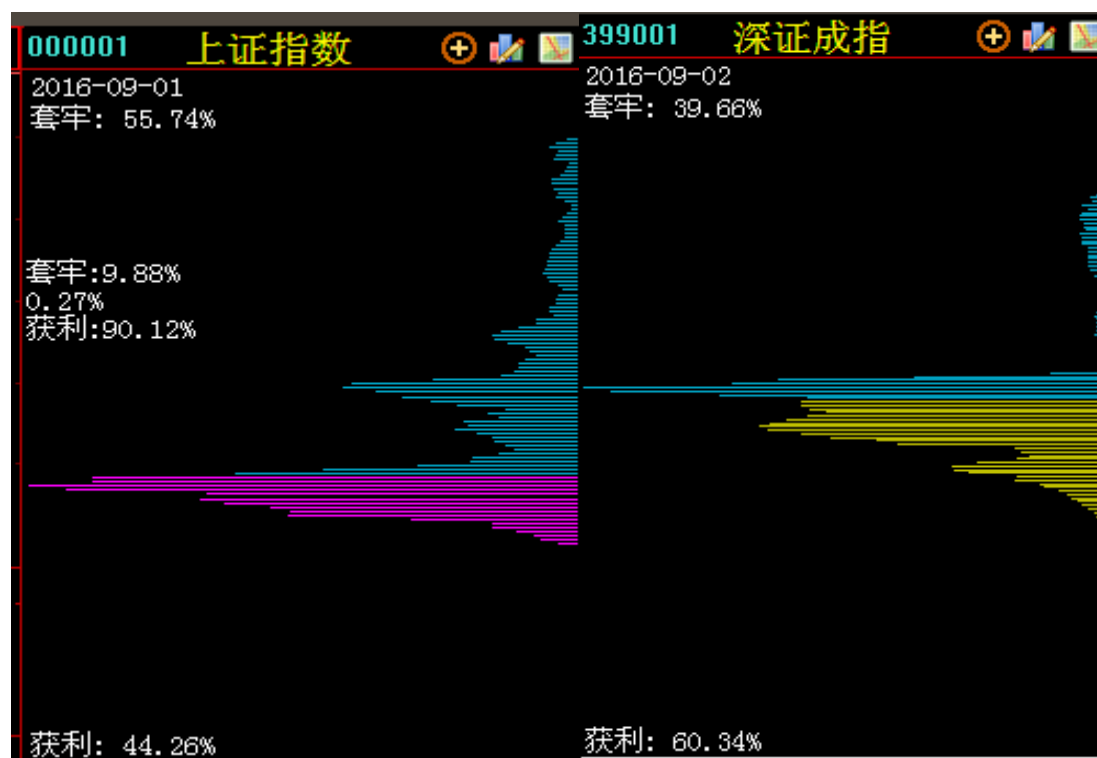 000001 上证指数
2016-09-01
套牢: 55.74%
套牢:9.88%
0.27%
获利:90.12%
获利: 44.26%
399001 深证成指
2016-09-02
套牢: 39.66%
获利: 60.34%